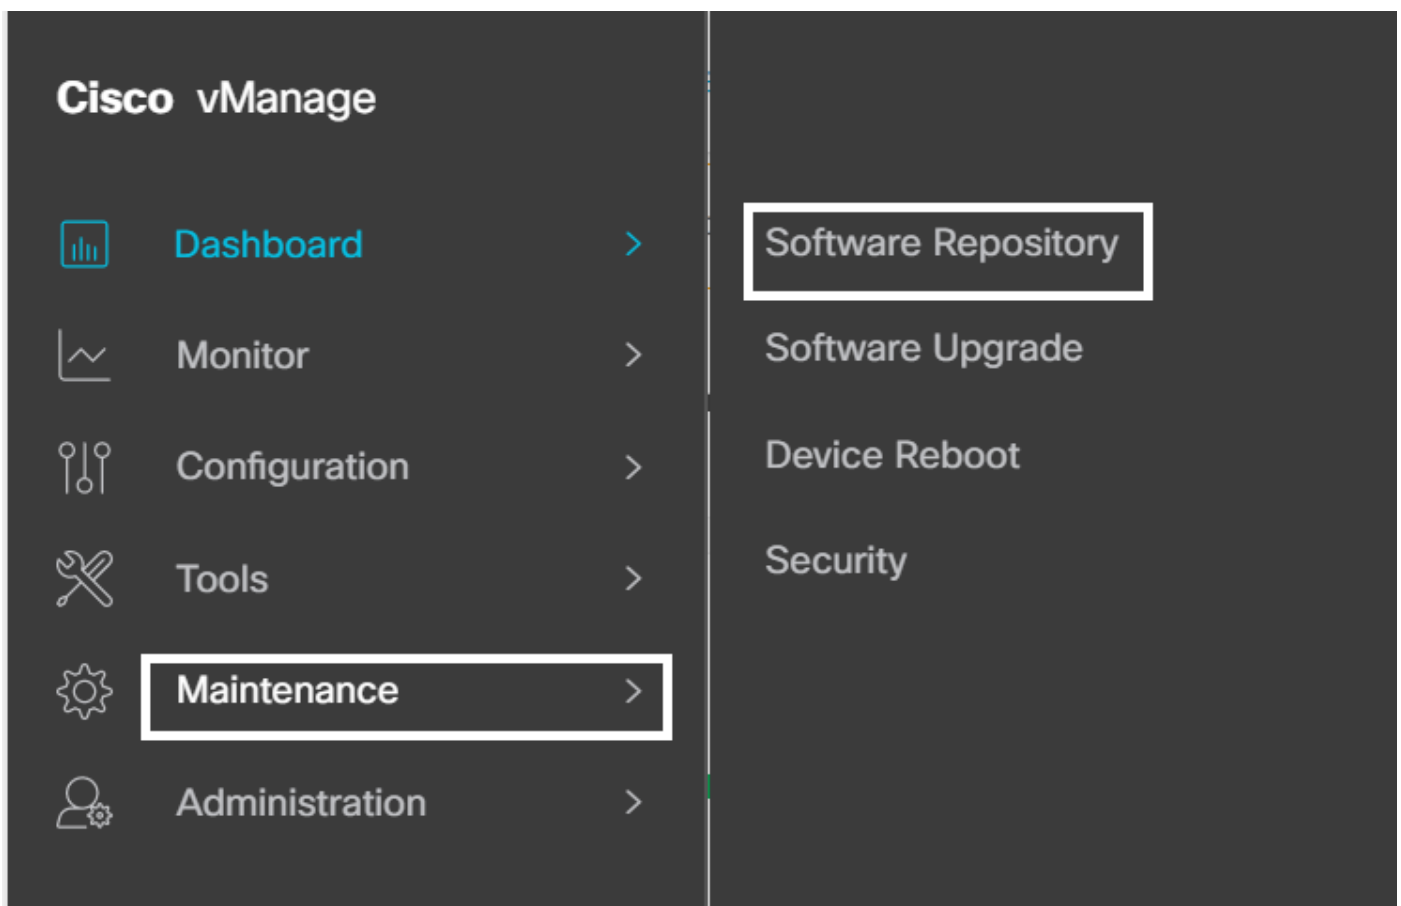 Cisco vManage
Dashboard
Monitor
Configuration
Tools
Maintenance
Administration
Software Repository
Software Upgrade
Device Reboot
Security